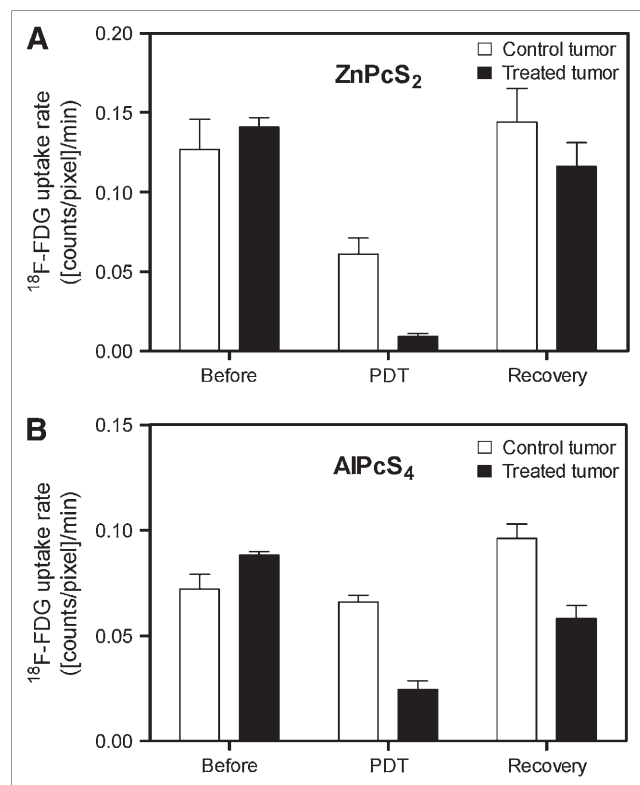 A
0.20
0.15
0.10
0.05
0.00
¹⁸F-FDG uptake rate
([counts/pixel]/min)
ZnPcS₂
Control tumor
Treated tumor
Before
PDT
Recovery
B
0.15
0.10
0.05
0.00
¹⁸F-FDG uptake rate
([counts/pixel]/min)
AlPcS₄
Control tumor
Treated tumor
Before
PDT
Recovery